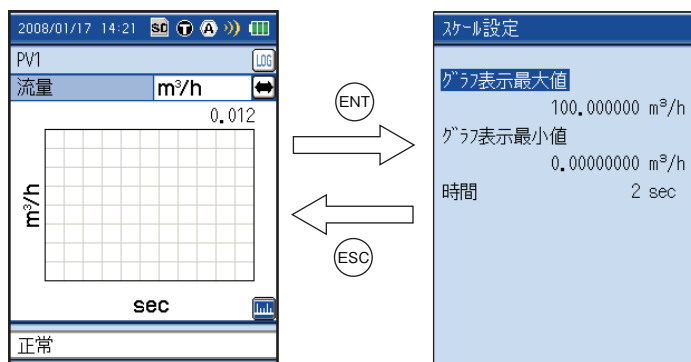 2008/01/17 14:21 SD T A
PV1 LOG
流量 m³/h
0.012
m³/h
sec
正常
ENT
ESC
スケール設定
グラフ表示最大値
100.000000 m³/h
グラフ表示最小値
0.00000000 m³/h
時間 2 sec